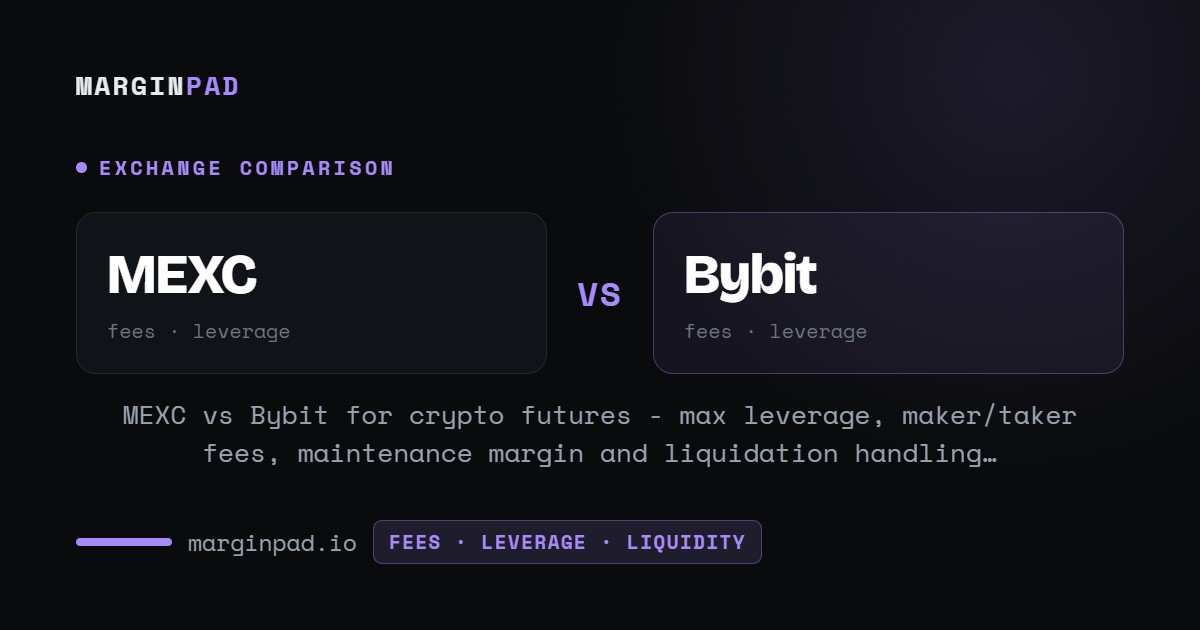 MARGINPAD
EXCHANGE COMPARISON
MEXC
fees · leverage
VS
Bybit
fees · leverage
MEXC vs Bybit for crypto futures - max leverage, maker/taker
fees, maintenance margin and liquidation handling…
marginpad.io
FEES · LEVERAGE · LIQUIDITY